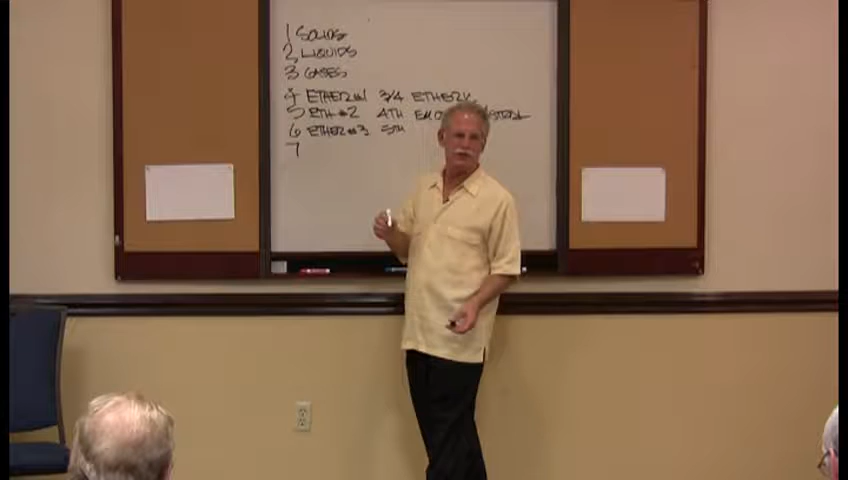 1 SOLIDS
2 LIQUIDS
3 GASES
4 ETHER#1 3/4 ETHER
5 ETH#2 4TH
6 ETHER#3 5TH
7